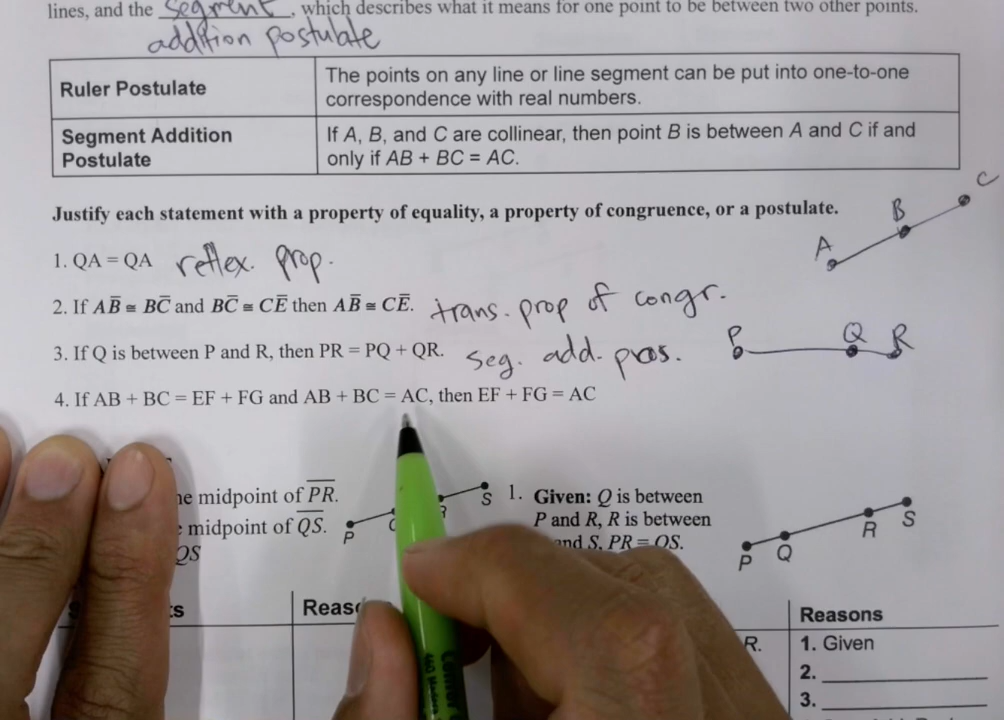 lines, and the segment, which describes what it means for one point to be between two other points.
addition postulate
Ruler Postulate
The points on any line or line segment can be put into one-to-one
correspondence with real numbers.
Segment Addition
Postulate
If A, B, and C are collinear, then point B is between A and C if and
only if AB + BC = AC.
Justify each statement with a property of equality, a property of congruence, or a postulate.
A B C
1. QA = QA reflex. prop.
2. If AB̅ ≅ BC̅ and BC̅ ≅ CE̅ then AB̅ ≅ CE̅. trans. prop of congr.
3. If Q is between P and R, then PR = PQ + QR. seg. add. pos. P Q R
4. If AB + BC = EF + FG and AB + BC = AC, then EF + FG = AC
midpoint of P̅R̅.
midpoint of Q̅S̅.
QS
P S
1. Given: Q is between
P and R, R is between
and S, PR = QS.
P Q R S
Reasons
1. Given
R.
2.
3.